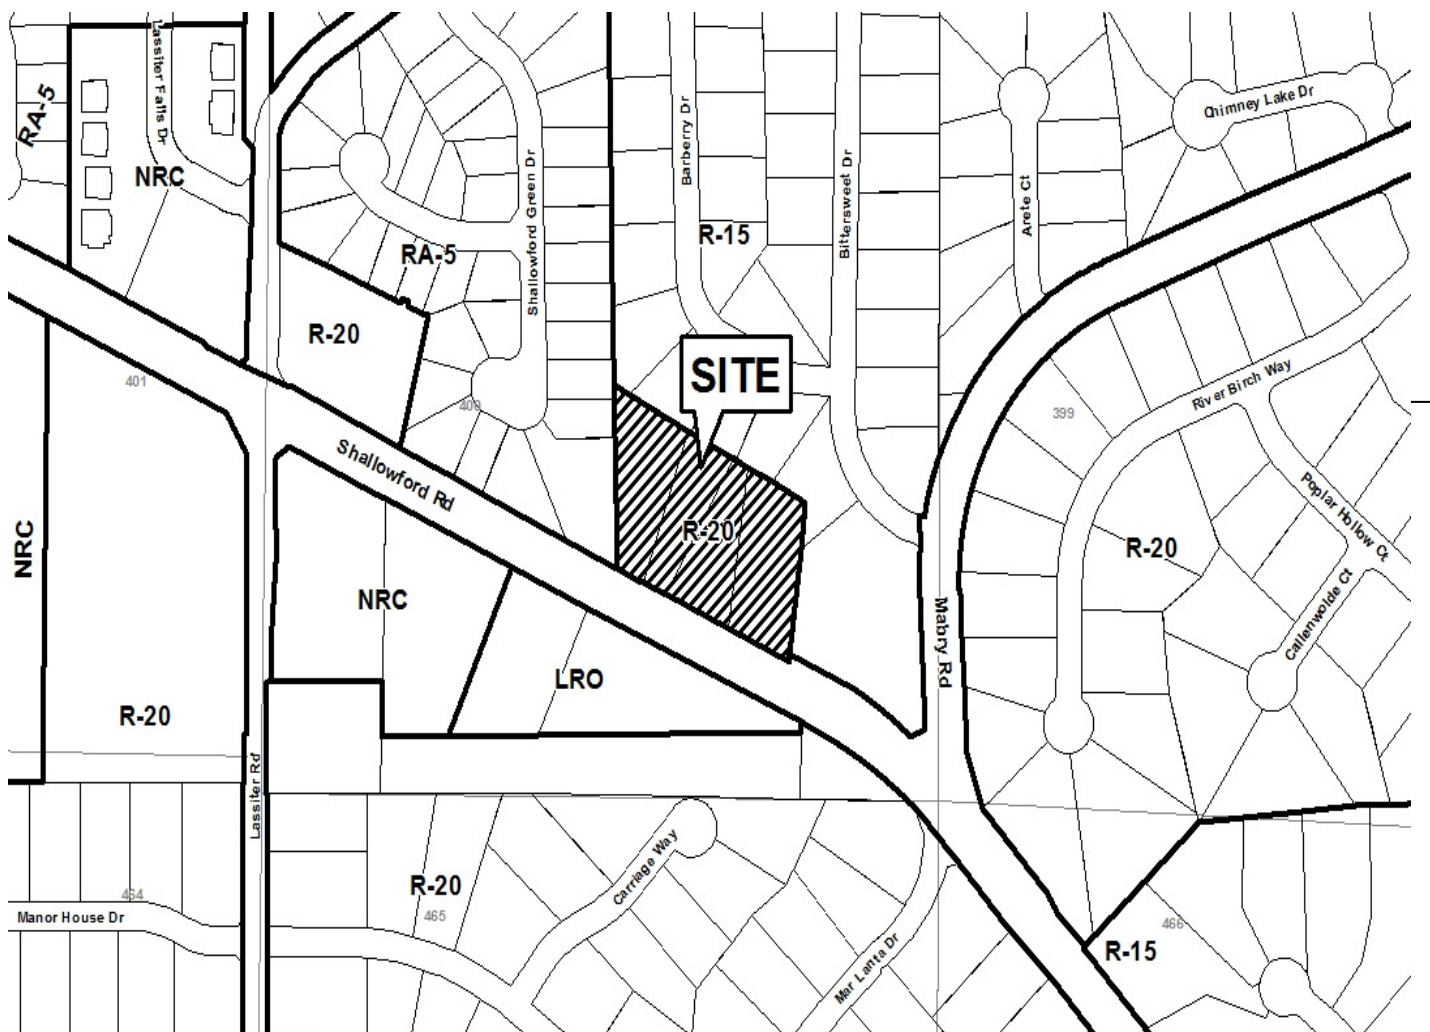 Lassiter Falls Dr
RA-5
NRC
Shallowford Green Dr
Barberry Dr
Bittersweet Dr
Arete Ct
Chimney Lake Dr
R-15
RA-5
R-20
SITE
401
400
399
River Birch Way
Shallowford Rd
Poplar Hollow Ct
NRC
R-20
R-20
NRC
Callenwolde Ct
Mabry Rd
LRO
R-20
Lassiter Rd
Carriage Way
R-20
464
465
466
Manor House Dr
Mar Lanta Dr
R-15